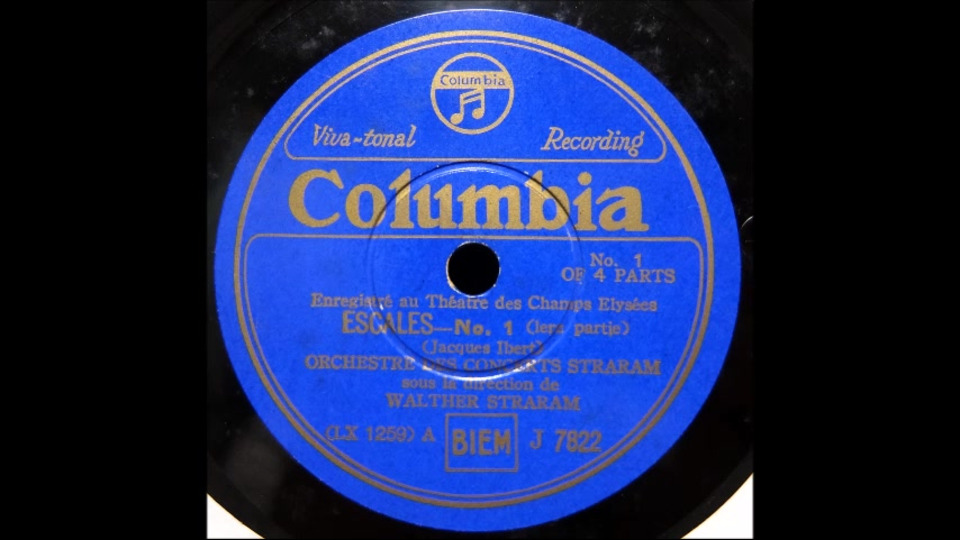 Columbia
Viva-tonal Recording
Columbia
No. 1
OF 4 PARTS
Enregistré au Théatre des Champs Elysées
ESCALES—No. 1 (1ere partie)
(Jacques Ibert)
ORCHESTRE DES CONCERTS STRARAM
sous la direction de
WALTHER STRARAM
(LX 1259) A BIEM J 7822